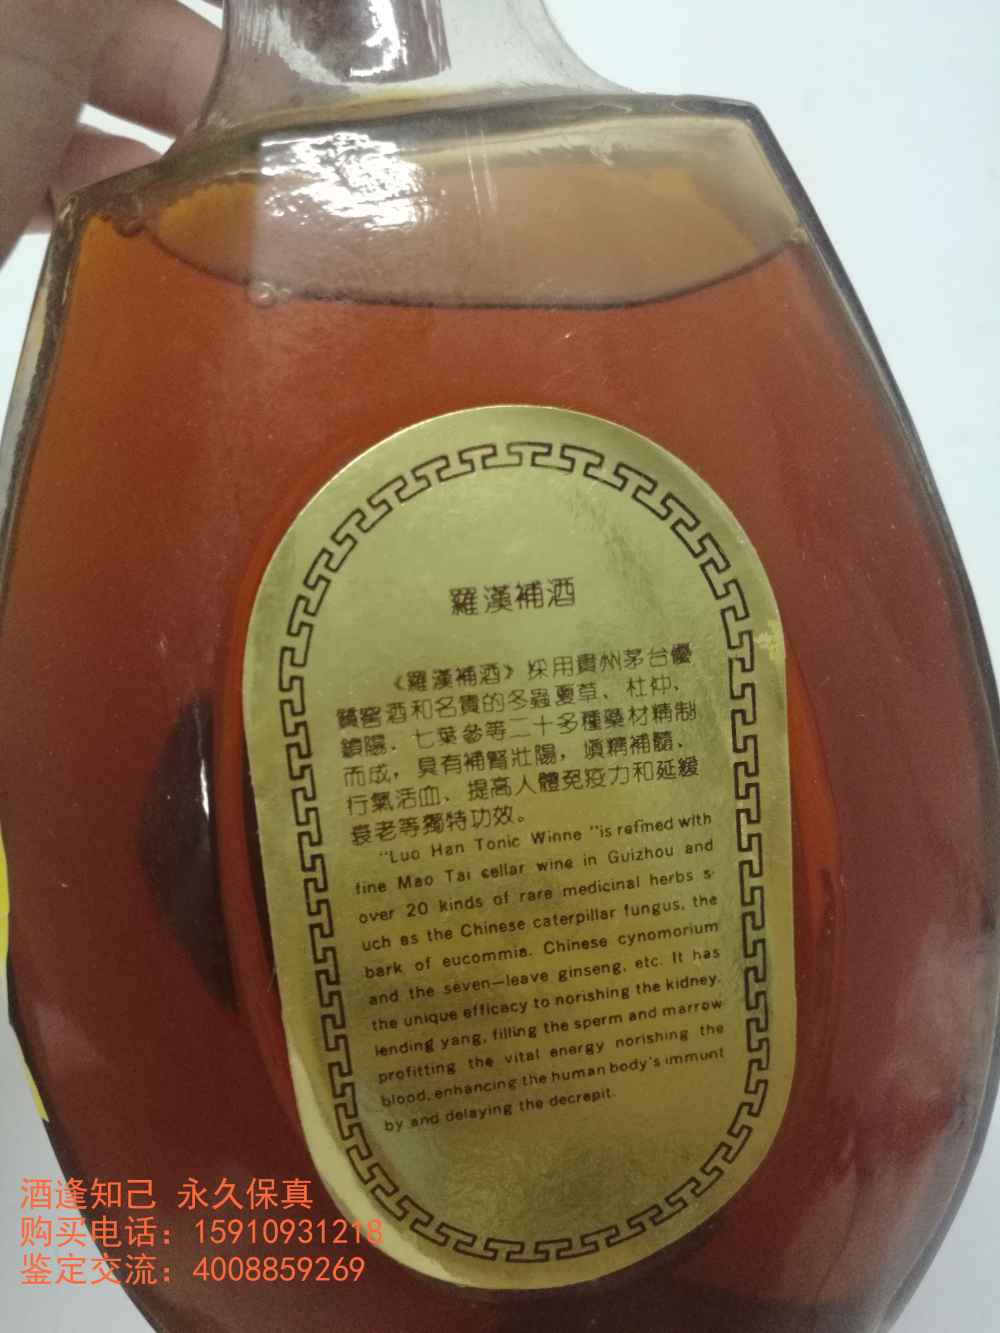 羅漢補酒
《羅漢補酒》採用貴州茅台優
質窖酒和名貴的冬蟲夏草、杜仲、
鎖陽、七葉參等二十多種藥材精制
而成，具有補腎壯陽，填精補髓、
行氣活血、提高人體免疫力和延緩
衰老等獨特功效。
"Luo Han Tonic Winne "is refined with
fine Mao Tai cellar wine in Guizhou and
over 20 kinds of rare medicinal herbs s-
uch as the Chinese caterpillar fungus, the
bark of eucommia. Chinese cynomorium
and the seven—leave ginseng, etc. It has
the unique efficacy to norishing the kidney.
lending yang, filling the sperm and marrow
profitting the vital energy norishing the
blood, enhancing the human body's immunt
by and delaying the decrepit.
酒逢知己 永久保真
购买电话：15910931218
鉴定交流：4008859269